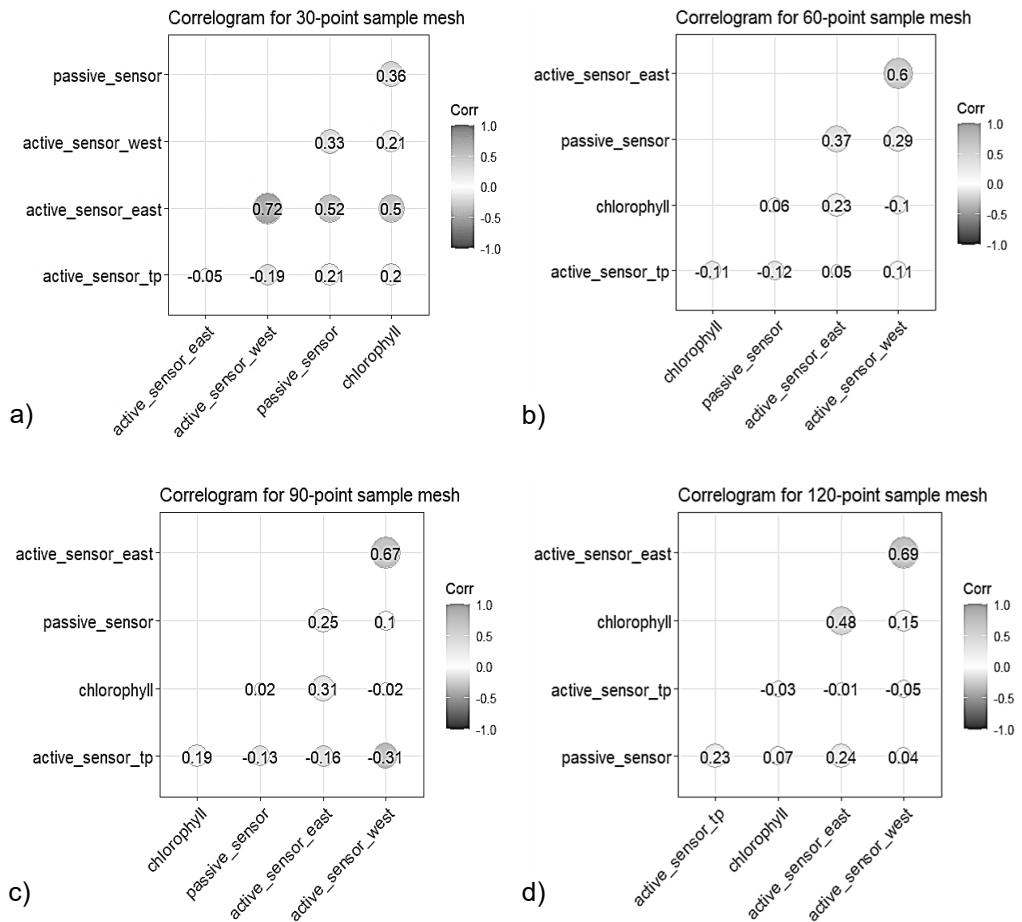 Correlogram for 30-point sample mesh
passive_sensor 0.36
active_sensor_west 0.33 0.21
active_sensor_east 0.72 0.52 0.5
active_sensor_tp -0.05 -0.19 0.21 0.2
active_sensor_east
active_sensor_west
passive_sensor
chlorophyll
Corr
1.0
0.5
0.0
-0.5
-1.0
a)
Correlogram for 60-point sample mesh
active_sensor_east 0.6
passive_sensor 0.37 0.29
chlorophyll 0.06 0.23 -0.1
active_sensor_tp -0.11 -0.12 0.05 0.11
chlorophyll
passive_sensor
active_sensor_east
active_sensor_west
Corr
1.0
0.5
0.0
-0.5
-1.0
b)
Correlogram for 90-point sample mesh
active_sensor_east 0.67
passive_sensor 0.25 0.1
chlorophyll 0.02 0.31 -0.02
active_sensor_tp 0.19 -0.13 -0.16 -0.31
chlorophyll
passive_sensor
active_sensor_east
active_sensor_west
Corr
1.0
0.5
0.0
-0.5
-1.0
c)
Correlogram for 120-point sample mesh
active_sensor_east 0.69
chlorophyll 0.48 0.15
active_sensor_tp -0.03 -0.01 -0.05
passive_sensor 0.23 0.07 0.24 0.04
active_sensor_tp
chlorophyll
active_sensor_east
active_sensor_west
Corr
1.0
0.5
0.0
-0.5
-1.0
d)